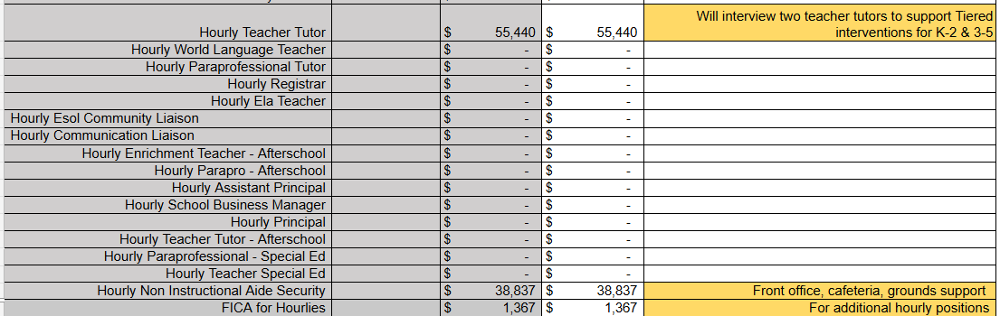 Will interview two teacher tutors to support Tiered
Hourly Teacher Tutor $ 55,440 $ 55,440 interventions for K-2 & 3-5
Hourly World Language Teacher $ - $ -
Hourly Paraprofessional Tutor $ - $ -
Hourly Registrar $ - $ -
Hourly Ela Teacher $ - $ -
Hourly Esol Community Liaison $ - $ -
Hourly Communication Liaison $ - $ -
Hourly Enrichment Teacher - Afterschool $ - $ -
Hourly Parapro - Afterschool $ - $ -
Hourly Assistant Principal $ - $ -
Hourly School Business Manager $ - $ -
Hourly Principal $ - $ -
Hourly Teacher Tutor - Afterschool $ - $ -
Hourly Paraprofessional - Special Ed $ - $ -
Hourly Teacher Special Ed $ - $ -
Hourly Non Instructional Aide Security $ 38,837 $ 38,837 Front office, cafeteria, grounds support
FICA for Hourlies $ 1,367 $ 1,367 For additional hourly positions